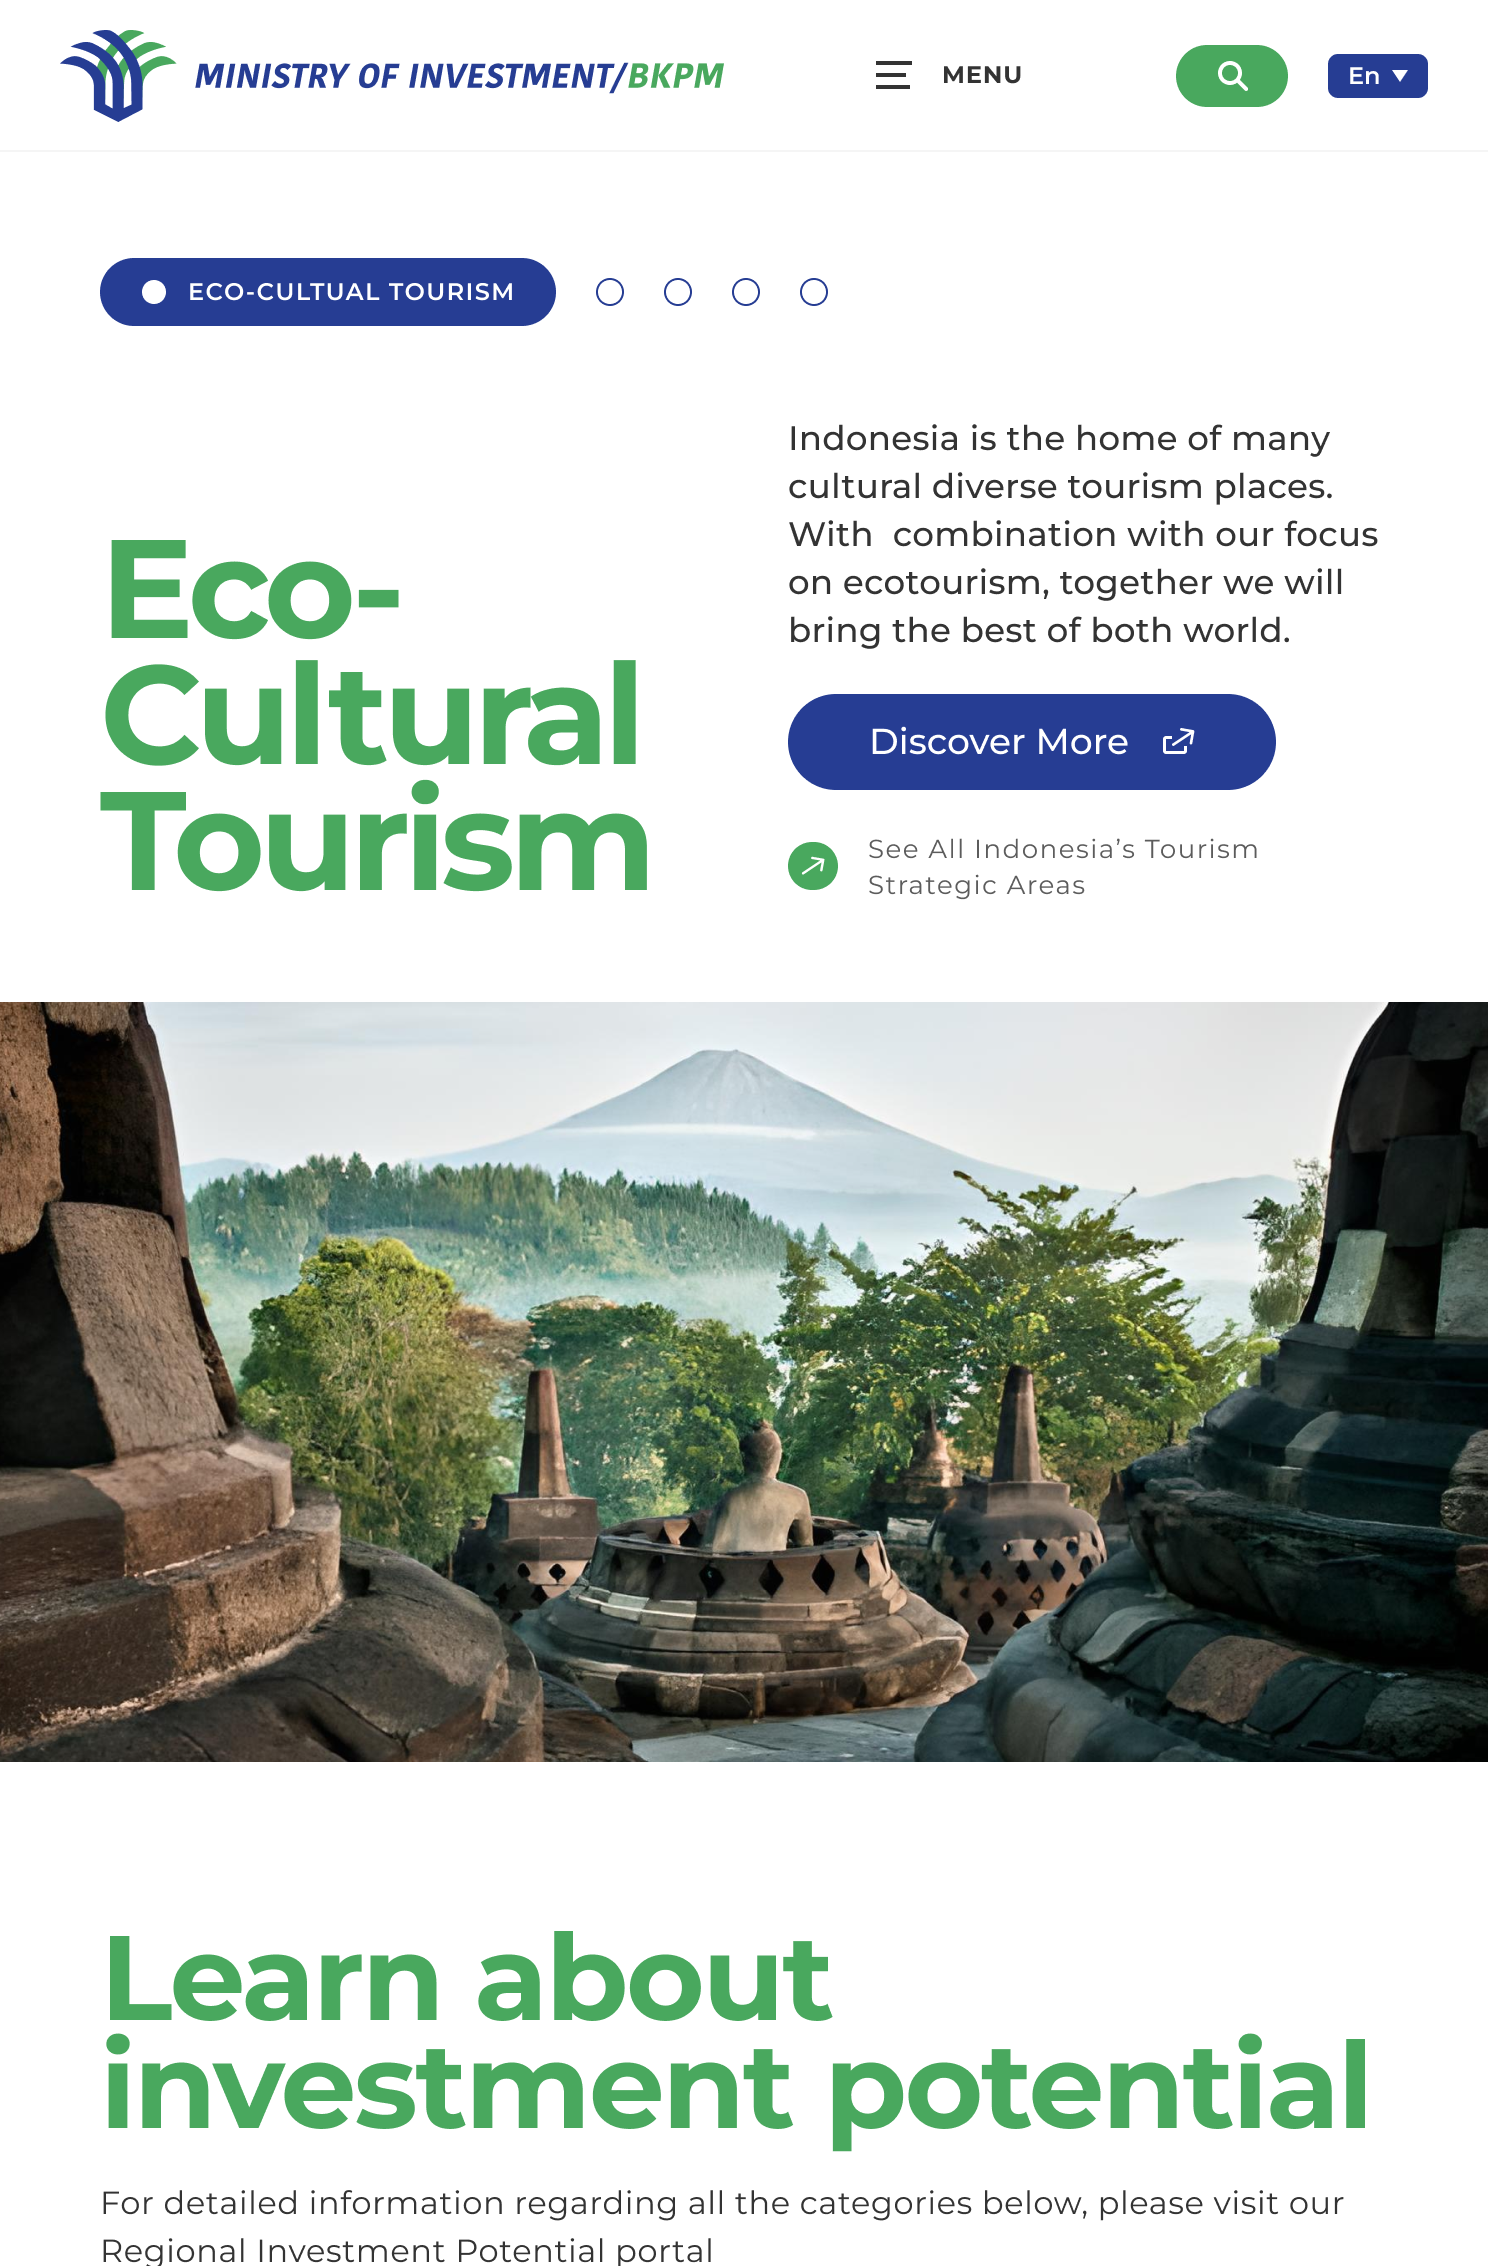 MINISTRY OF INVESTMENT/BKPM
MENU
En
ECO-CULTUAL TOURISM
Eco-
Cultural
Tourism
Indonesia is the home of many
cultural diverse tourism places.
With  combination with our focus
on ecotourism, together we will
bring the best of both world.
Discover More
See All Indonesia’s Tourism
Strategic Areas
Learn about
investment potential
For detailed information regarding all the categories below, please visit our
Regional Investment Potential portal